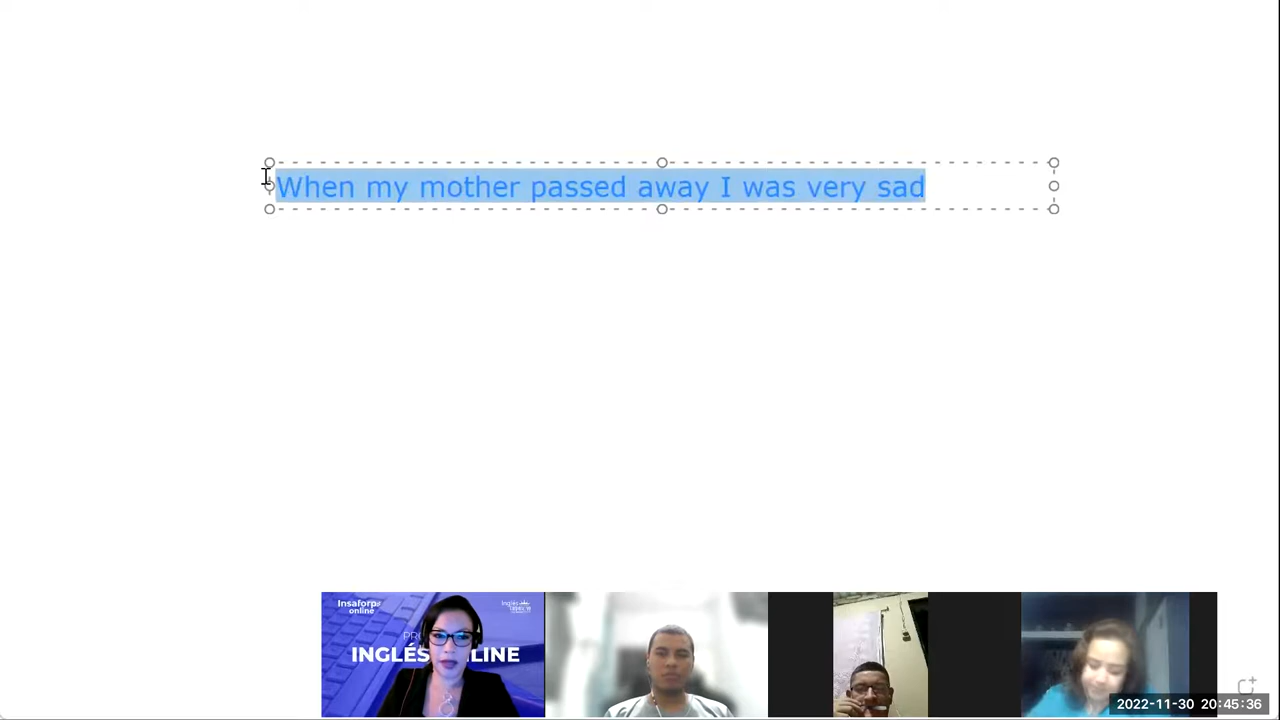 When my mother passed away I was very sad
Insaforp
online
INGLÉS
LINE
2022-11-30 20:45:36